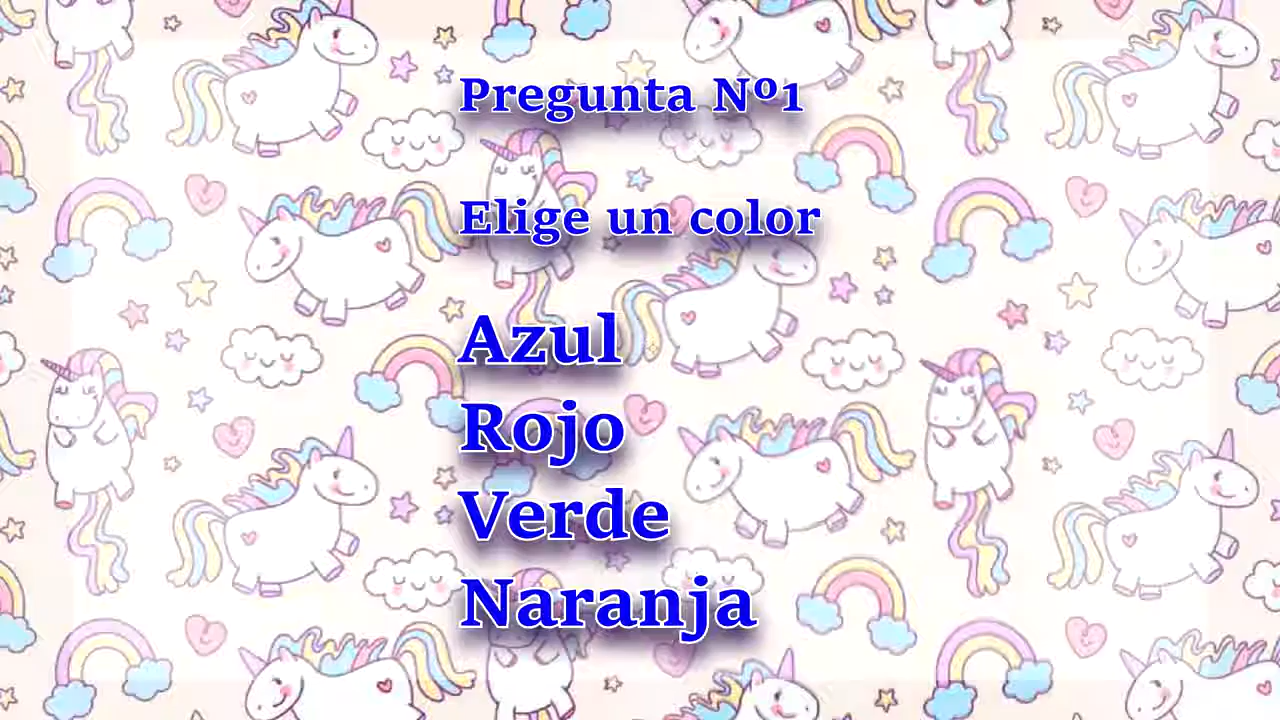 Pregunta Nº1
Elige un color
Azul
Rojo
Verde
Naranja